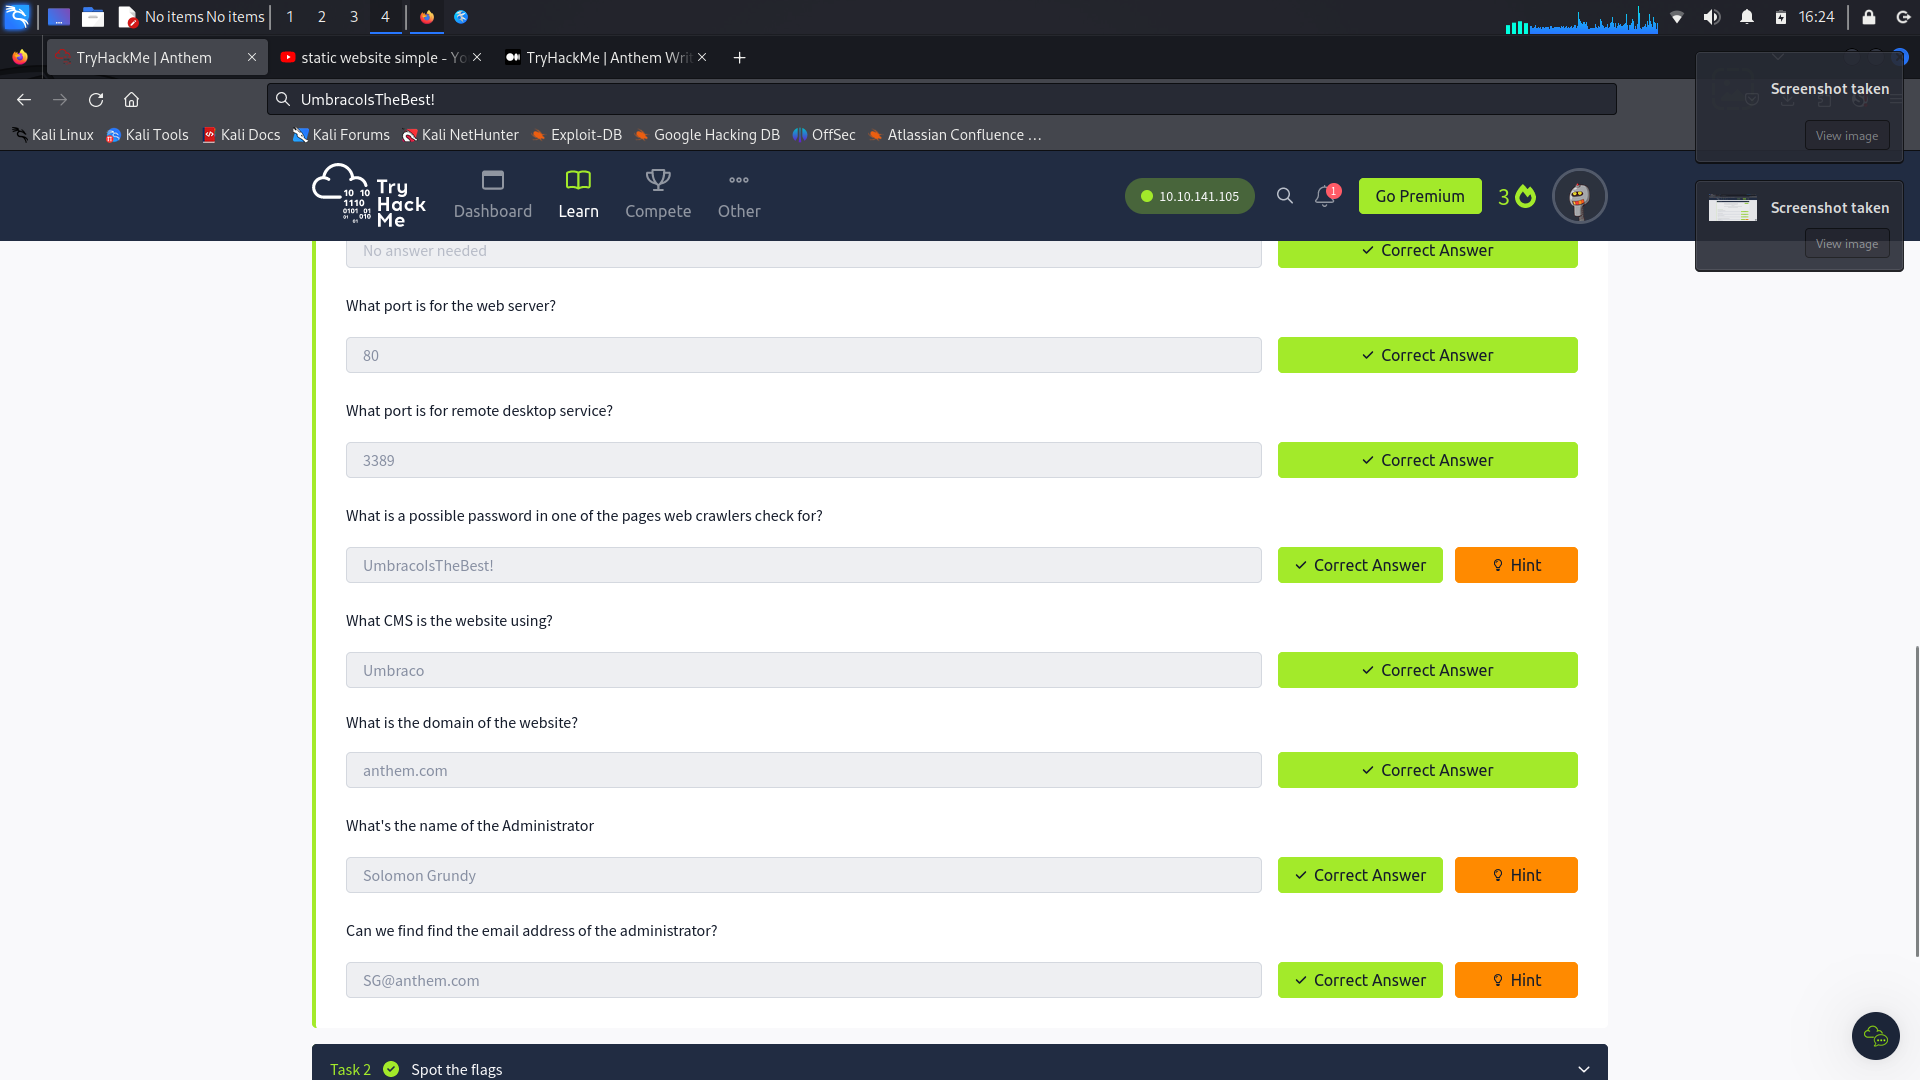 No items No items 1 2 3 4 16:24
TryHackMe | Anthem static website simple - Yo TryHackMe | Anthem Writ
UmbracoIsTheBest!
Kali Linux Kali Tools Kali Docs Kali Forums Kali NetHunter Exploit-DB Google Hacking DB OffSec Atlassian Confluence …
Screenshot taken
View image
Screenshot taken
View image
Try Hack Me
Dashboard Learn Compete Other 10.10.141.105 1 Go Premium 3
No answer needed Correct Answer
What port is for the web server?
80 Correct Answer
What port is for remote desktop service?
3389 Correct Answer
What is a possible password in one of the pages web crawlers check for?
UmbracoIsTheBest! Correct Answer Hint
What CMS is the website using?
Umbraco Correct Answer
What is the domain of the website?
anthem.com Correct Answer
What's the name of the Administrator
Solomon Grundy Correct Answer Hint
Can we find find the email address of the administrator?
SG@anthem.com Correct Answer Hint
Task 2 Spot the flags